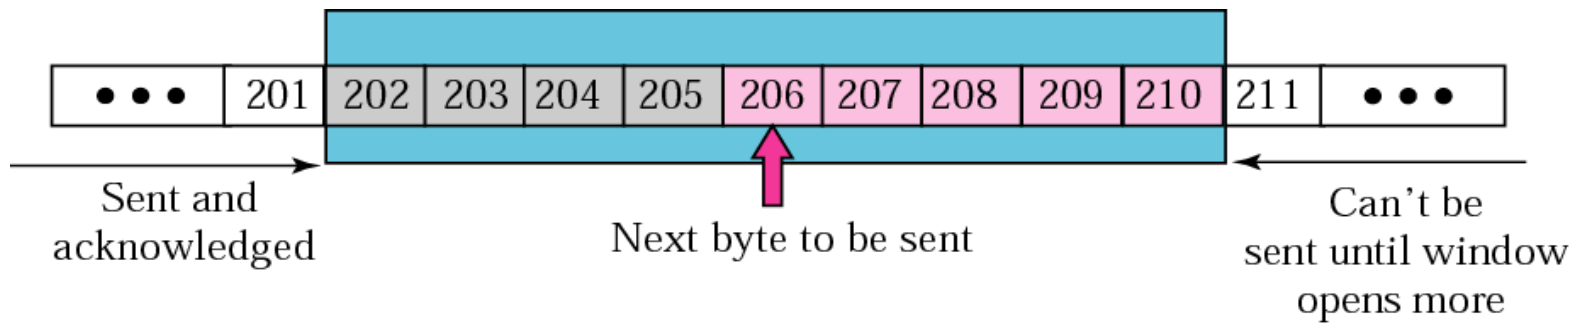 ••• 201 202 203 204 205 206 207 208 209 210 211 •••
Sent and
acknowledged
Next byte to be sent
Can't be
sent until window
opens more